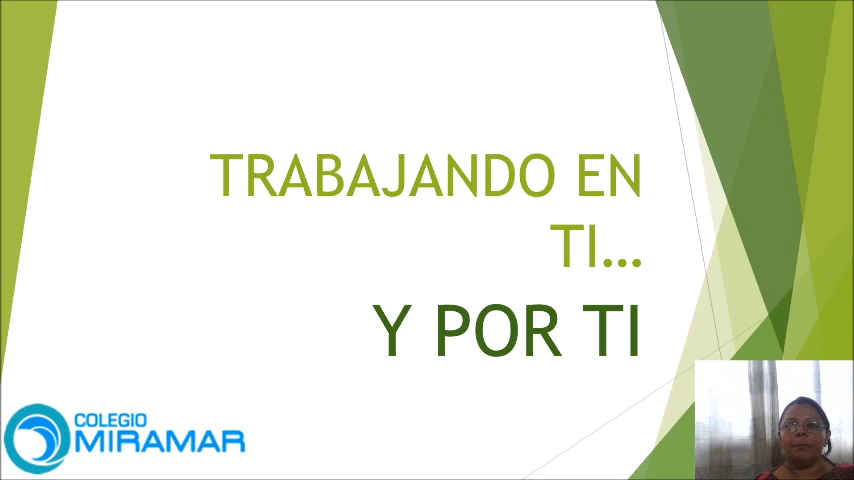 TRABAJANDO EN
TI...
Y POR TI
COLEGIO
MIRAMAR